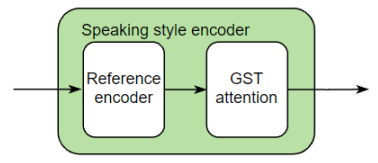 Speaking style encoder
Reference
encoder
GST
attention